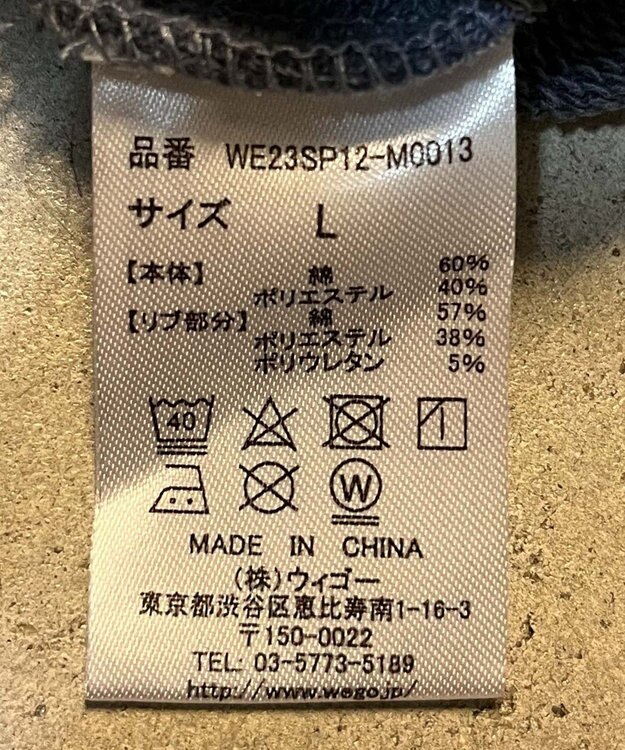 品番 WE23SP12-M0013
サイズ L
【本体】 綿 60%
ポリエステル 40%
【リブ部分】 綿 57%
ポリエステル 38%
ポリウレタン 5%
40
W
MADE IN CHINA
(株)ウィゴー
東京都渋谷区恵比寿南1-16-3
〒150-0022
TEL: 03-5773-5189
http://www.wego.jp/